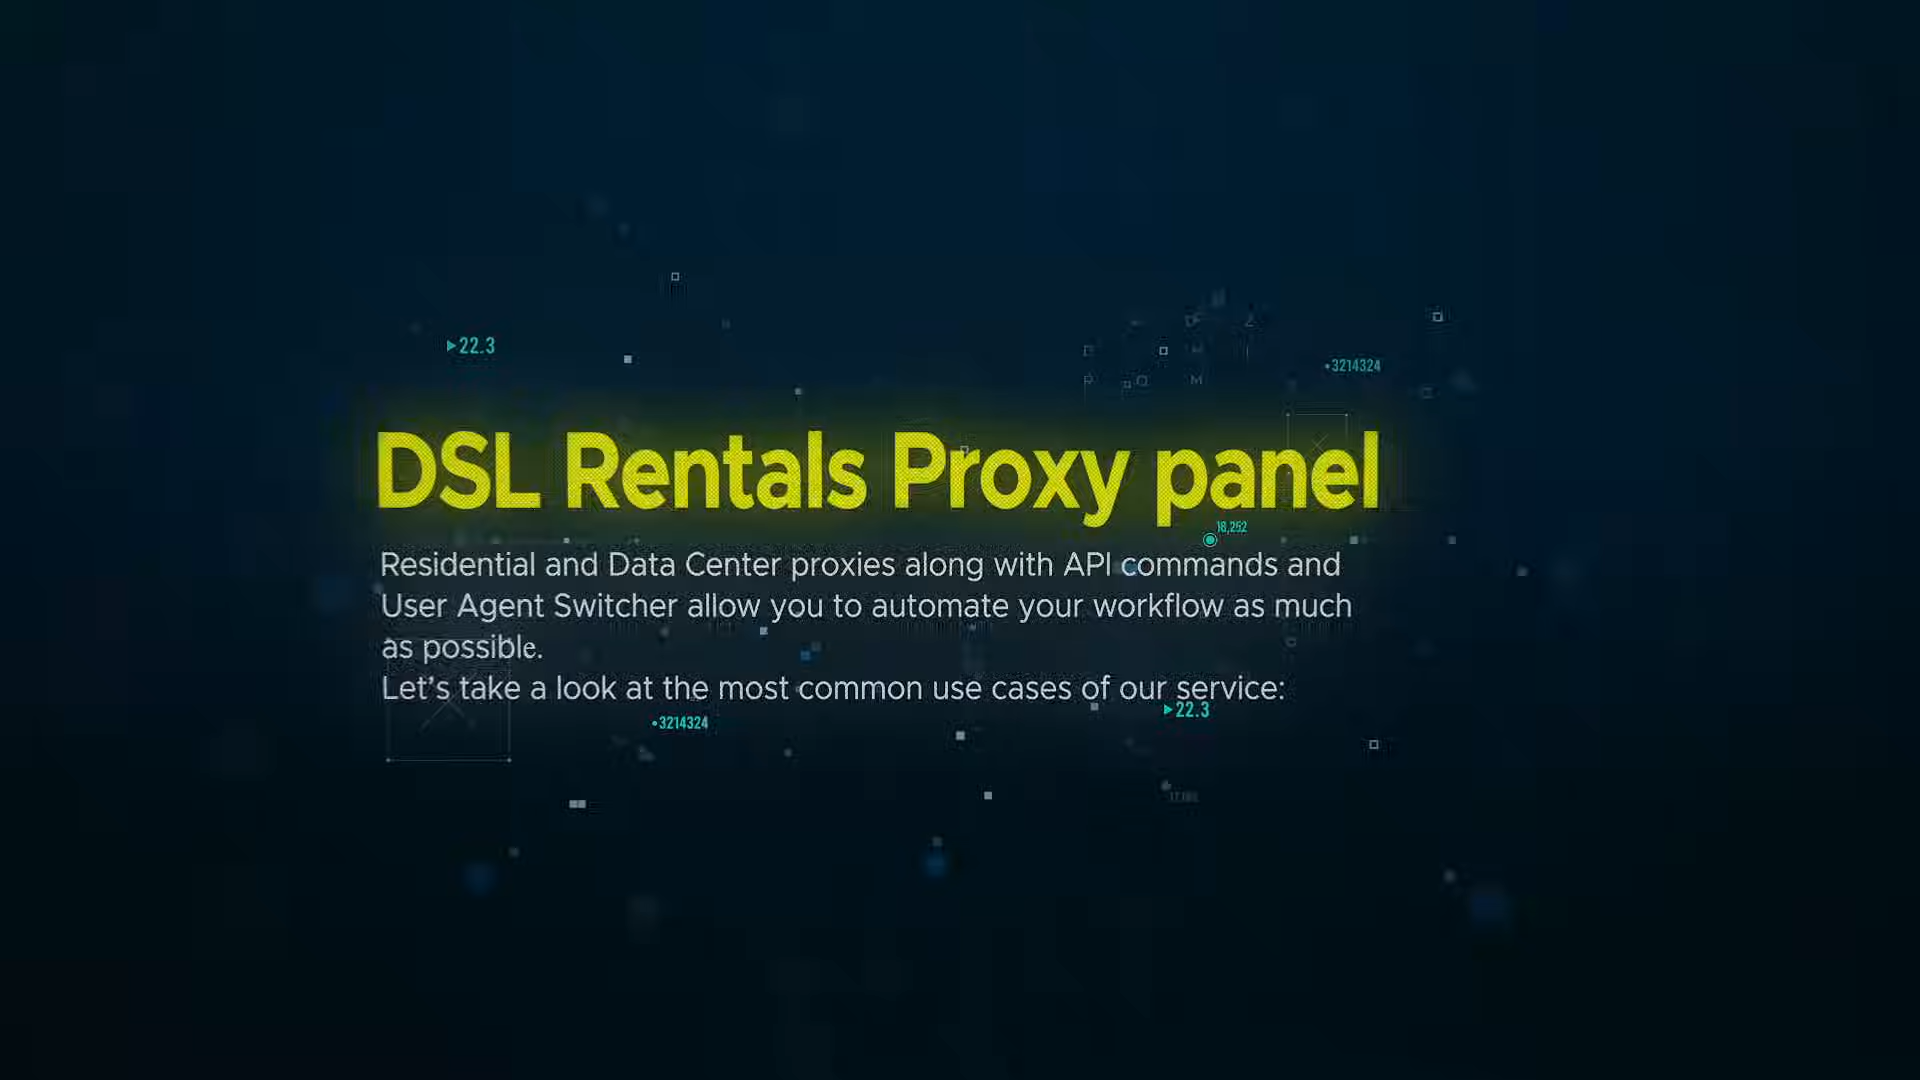 22.3
3214324
DSL Rentals Proxy panel
18,252
Residential and Data Center proxies along with API commands and
User Agent Switcher allow you to automate your workflow as much
as possible.
Let's take a look at the most common use cases of our service:
22.3
3214324